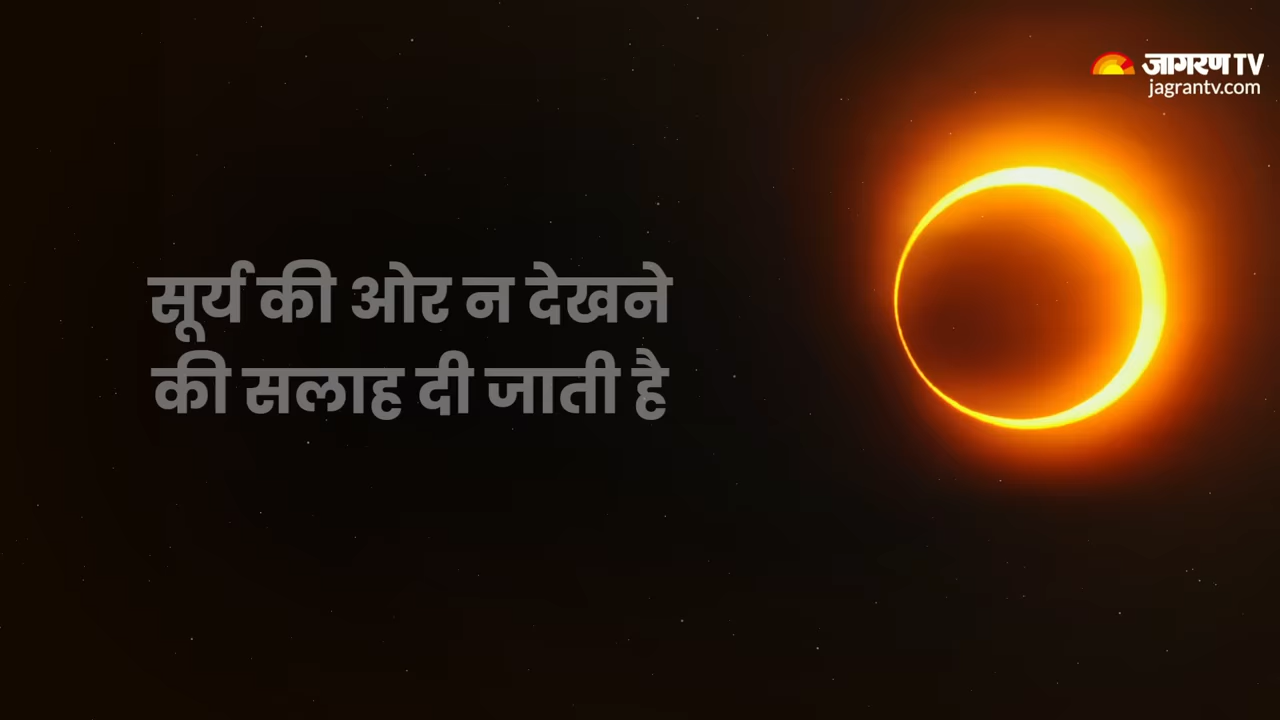 जागरण TV
jagrantv.com
सूर्य की ओर न देखने
की सलाह दी जाती है